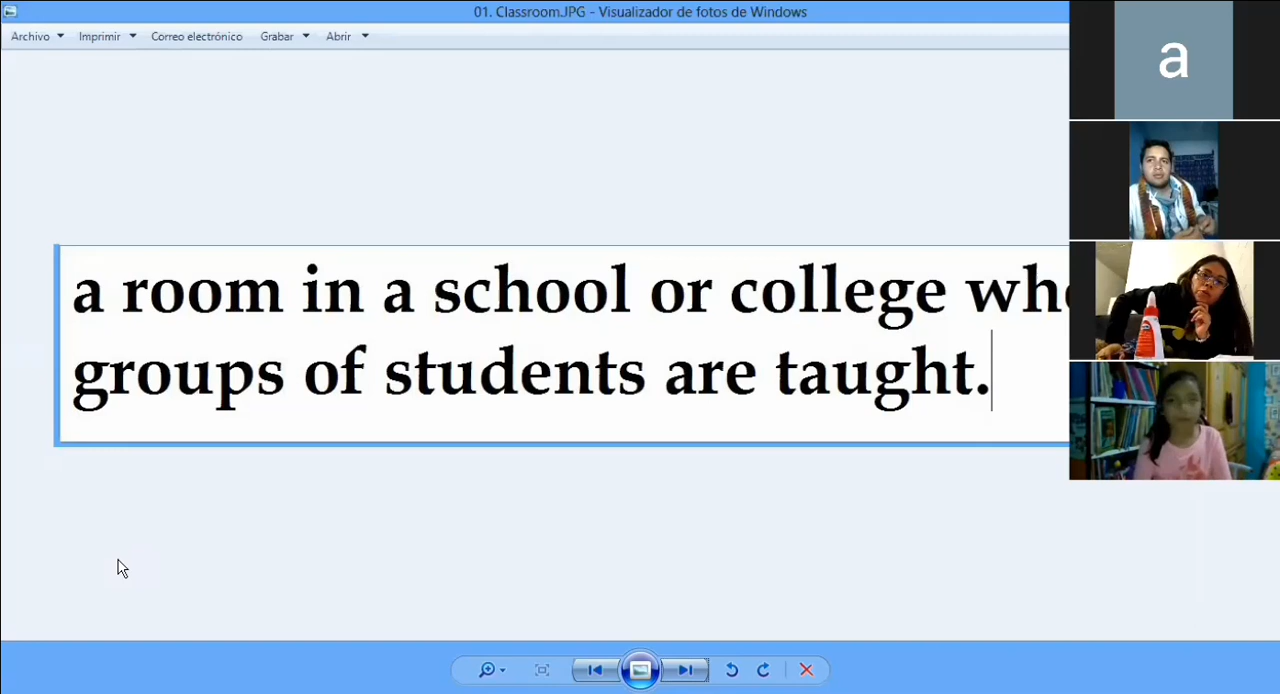 01. Classroom.JPG - Visualizador de fotos de Windows
Archivo Imprimir Correo electrónico Grabar Abrir
a
a room in a school or college
groups of students are taught.